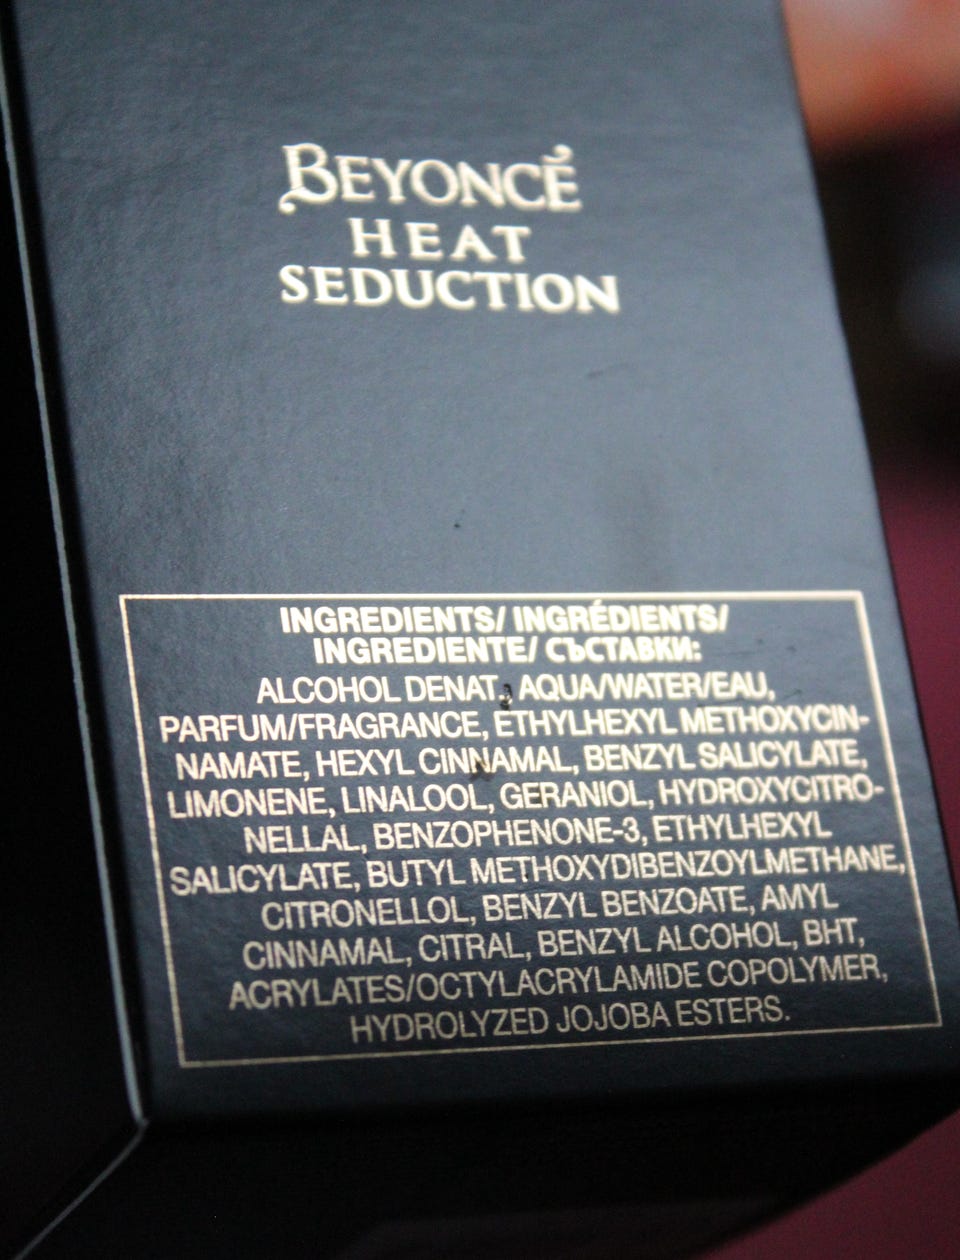 BEYONCÉ
HEAT
SEDUCTION
INGREDIENTS/ INGRÉDIENTS/
INGREDIENTE/ СЪСТАВКИ:
ALCOHOL DENAT., AQUA/WATER/EAU,
PARFUM/FRAGRANCE, ETHYLHEXYL METHOXYCIN-
NAMATE, HEXYL CINNAMAL, BENZYL SALICYLATE,
LIMONENE, LINALOOL, GERANIOL, HYDROXYCITRO-
NELLAL, BENZOPHENONE-3, ETHYLHEXYL
SALICYLATE, BUTYL METHOXYDIBENZOYLMETHANE,
CITRONELLOL, BENZYL BENZOATE, AMYL
CINNAMAL, CITRAL, BENZYL ALCOHOL, BHT,
ACRYLATES/OCTYLACRYLAMIDE COPOLYMER,
HYDROLYZED JOJOBA ESTERS.